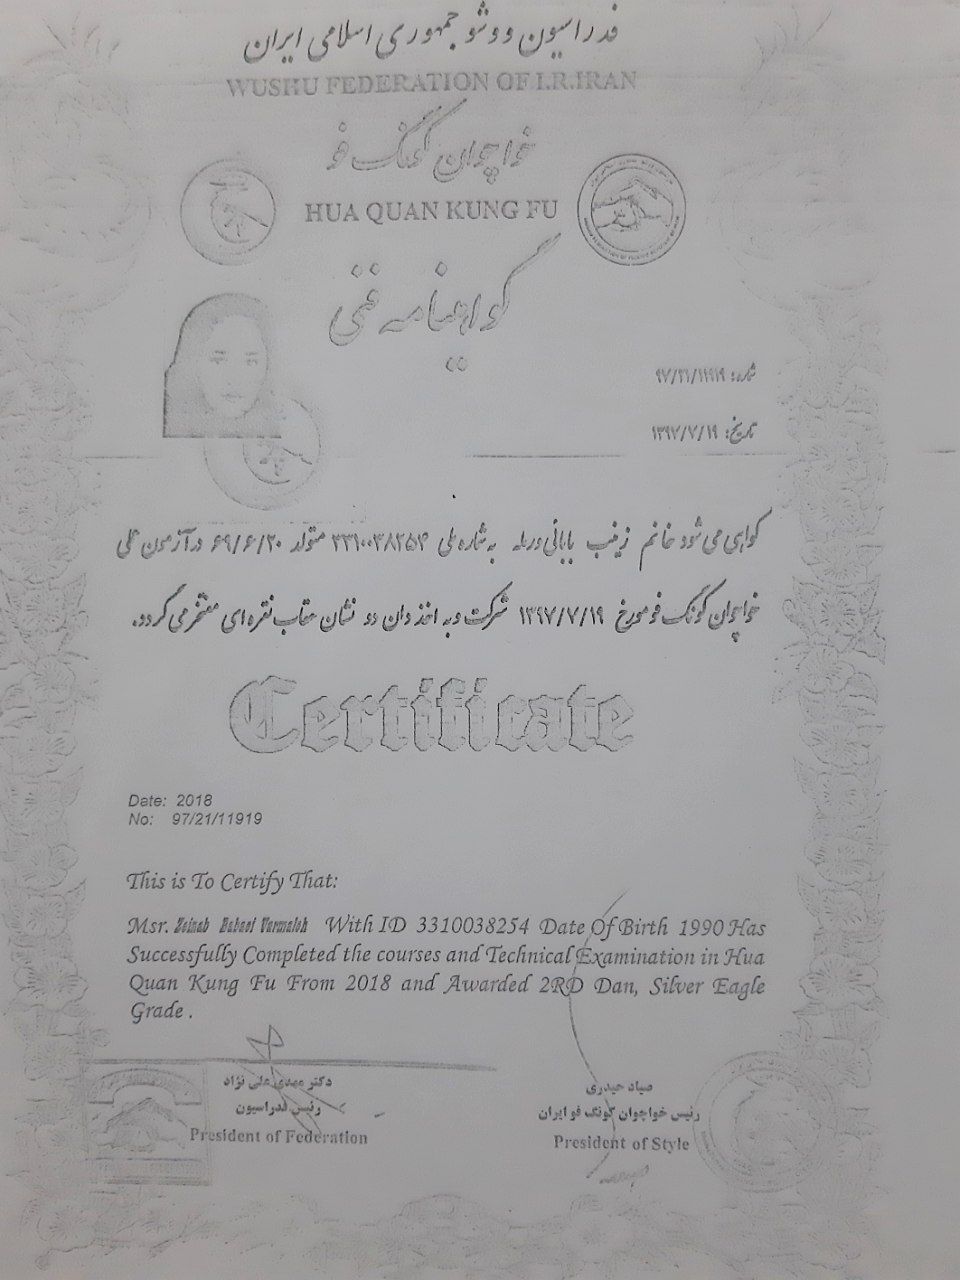 فدراسیون ووشو جمهوری اسلامی ایران
WUSHU FEDERATION OF I.R.IRAN
خواچوان کونگ فو
HUA QUAN KUNG FU
گواهینامه فنی
شماره: ۹۷/۲۱/۱۱۹۱۹
تاریخ: ۱۳۹۷/۷/۱۹
گواهی می شود خانم زینب بابائی ورمله به شماره ملی ۳۳۱۰۰۳۸۲۵۴ متولد ۶۹/۶/۳۰ در آزمون ملی
خواچوان کونگ فو مورخ ۱۳۹۷/۷/۱۹ شرکت و به اخذ دان دو نشان عقاب نقره ای مفتخر می گردد.
Certificate
Date: 2018
No: 97/21/11919
This is To Certify That:
Msr. Zeinab Babaei Varmaleh With ID 3310038254 Date Of Birth 1990 Has
Successfully Completed the courses and Technical Examination in Hua
Quan Kung Fu From 2018 and Awarded 2RD Dan, Silver Eagle
Grade .
دکتر مهدی علی نژاد
رئیس فدراسیون
President of Federation
صیاد حیدری
رئیس خواچوان کونگ فو ایران
President of Style